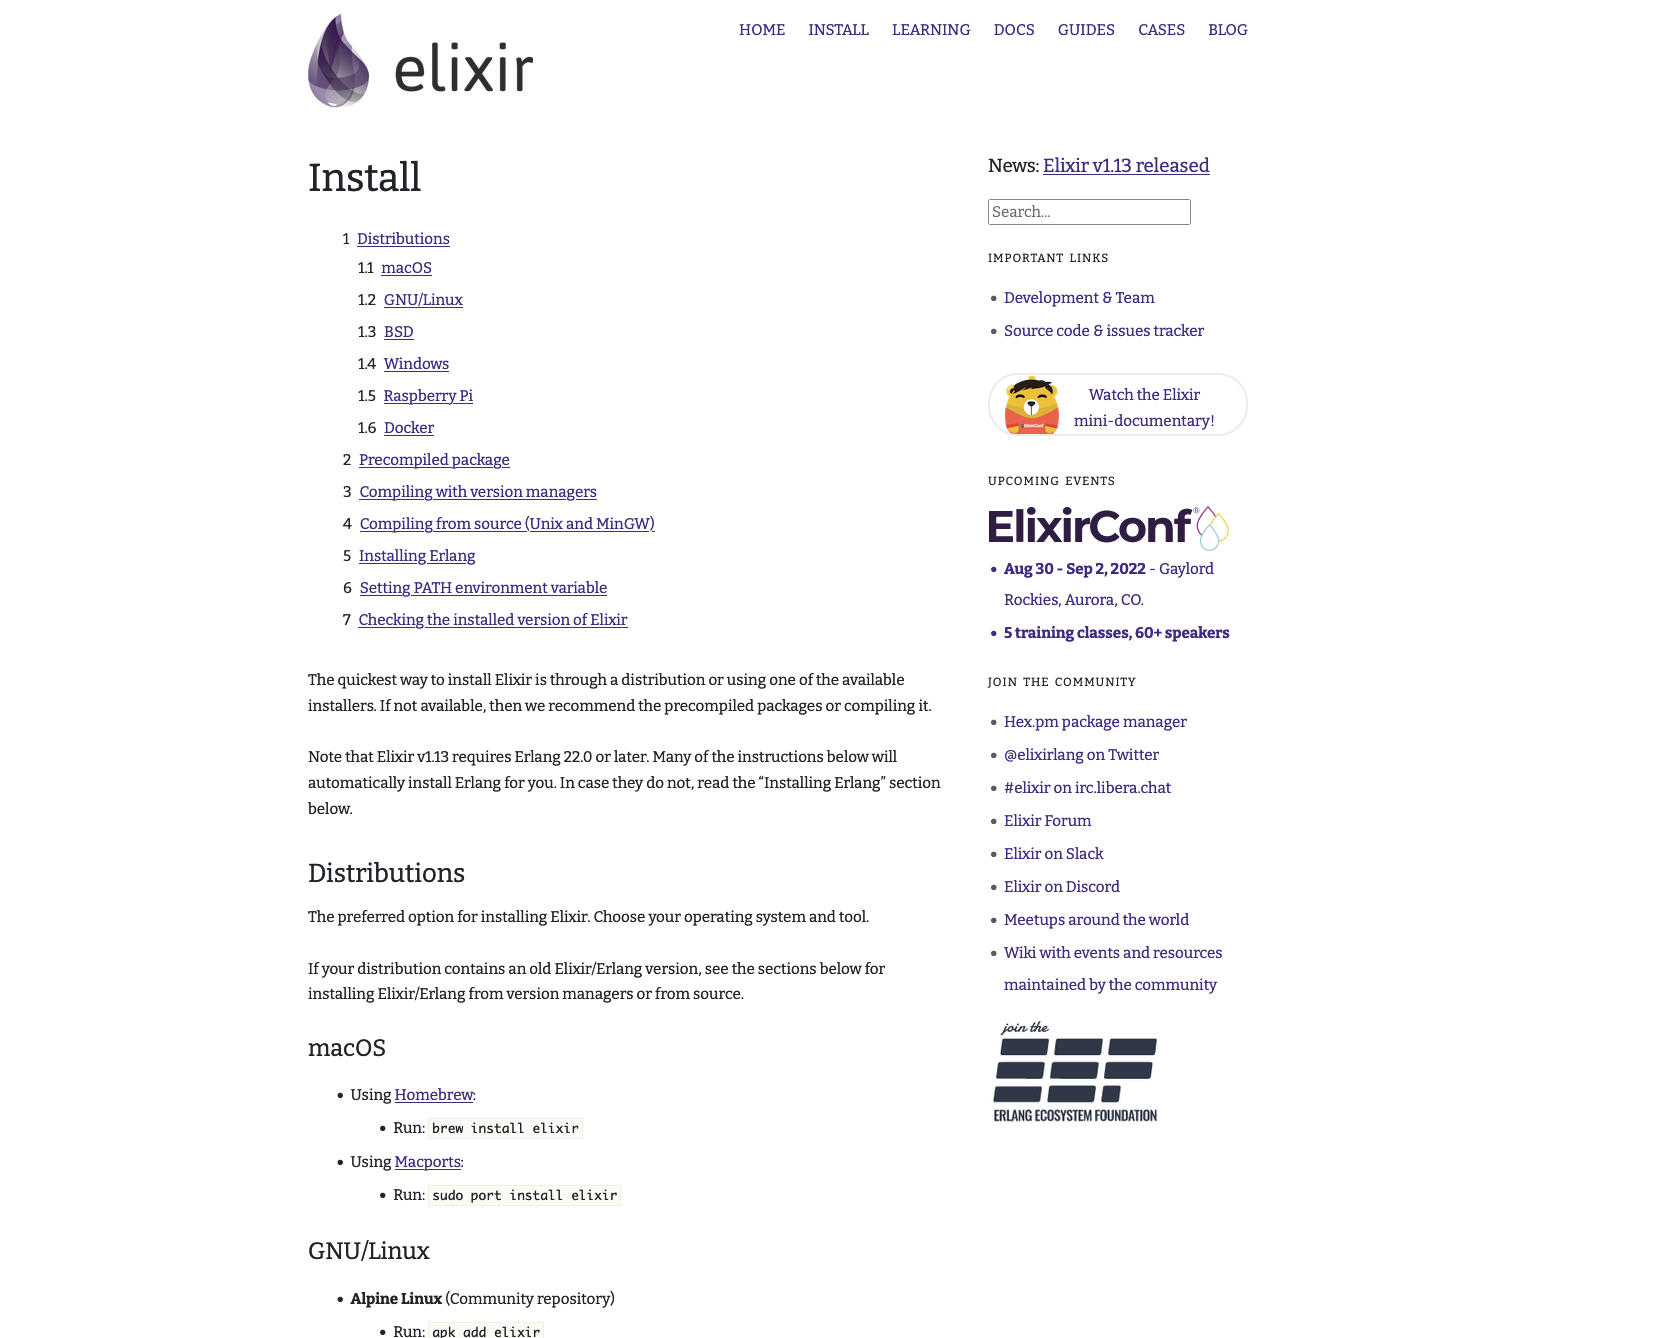 elixir
HOME INSTALL LEARNING DOCS GUIDES CASES BLOG
Install
1 Distributions
1.1 macOS
1.2 GNU/Linux
1.3 BSD
1.4 Windows
1.5 Raspberry Pi
1.6 Docker
2 Precompiled package
3 Compiling with version managers
4 Compiling from source (Unix and MinGW)
5 Installing Erlang
6 Setting PATH environment variable
7 Checking the installed version of Elixir
The quickest way to install Elixir is through a distribution or using one of the available
installers. If not available, then we recommend the precompiled packages or compiling it.
Note that Elixir v1.13 requires Erlang 22.0 or later. Many of the instructions below will
automatically install Erlang for you. In case they do not, read the “Installing Erlang” section
below.
Distributions
The preferred option for installing Elixir. Choose your operating system and tool.
If your distribution contains an old Elixir/Erlang version, see the sections below for
installing Elixir/Erlang from version managers or from source.
macOS
• Using Homebrew:
• Run: brew install elixir
• Using Macports:
• Run: sudo port install elixir
GNU/Linux
• Alpine Linux (Community repository)
• Run: apk add elixir
News: Elixir v1.13 released
Search...
IMPORTANT LINKS
• Development & Team
• Source code & issues tracker
ElixirConf
Watch the Elixir
mini-documentary!
UPCOMING EVENTS
ElixirConf®
• Aug 30 - Sep 2, 2022 - Gaylord
Rockies, Aurora, CO.
• 5 training classes, 60+ speakers
JOIN THE COMMUNITY
• Hex.pm package manager
• @elixirlang on Twitter
• #elixir on irc.libera.chat
• Elixir Forum
• Elixir on Slack
• Elixir on Discord
• Meetups around the world
• Wiki with events and resources
maintained by the community
join the
EEF
ERLANG ECOSYSTEM FOUNDATION